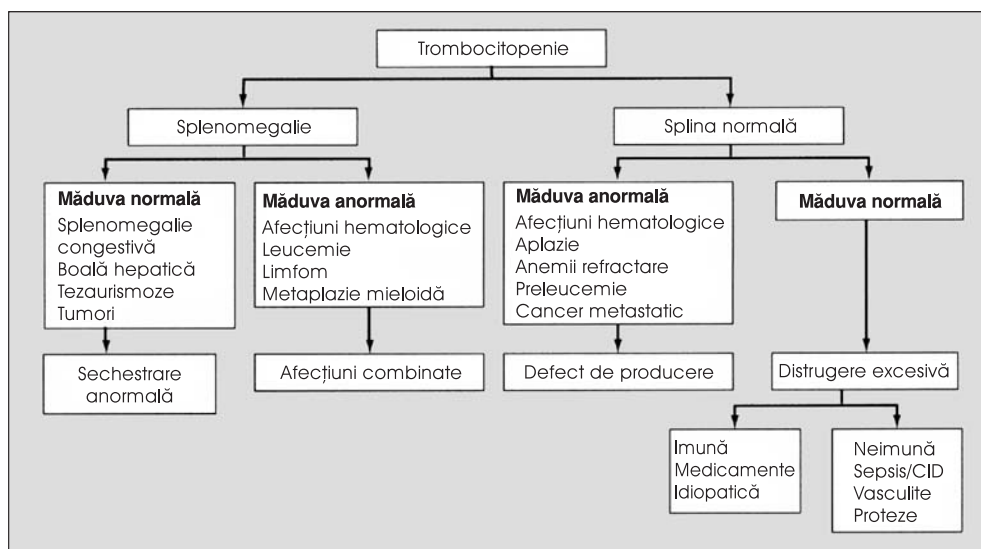 Trombocitopenie
Splenomegalie
Splina normală
Măduva normală
Splenomegalie
congestivă
Boală hepatică
Tezaurismoze
Tumori
Măduva anormală
Afecțiuni hematologice
Leucemie
Limfom
Metaplazie mieloidă
Măduva anormală
Afecțiuni hematologice
Aplazie
Anemii refractare
Preleucemie
Cancer metastatic
Măduva normală
Sechestrare
anormală
Afecțiuni combinate
Defect de producere
Distrugere excesivă
Imună
Medicamente
Idiopatică
Neimună
Sepsis/CID
Vasculite
Proteze